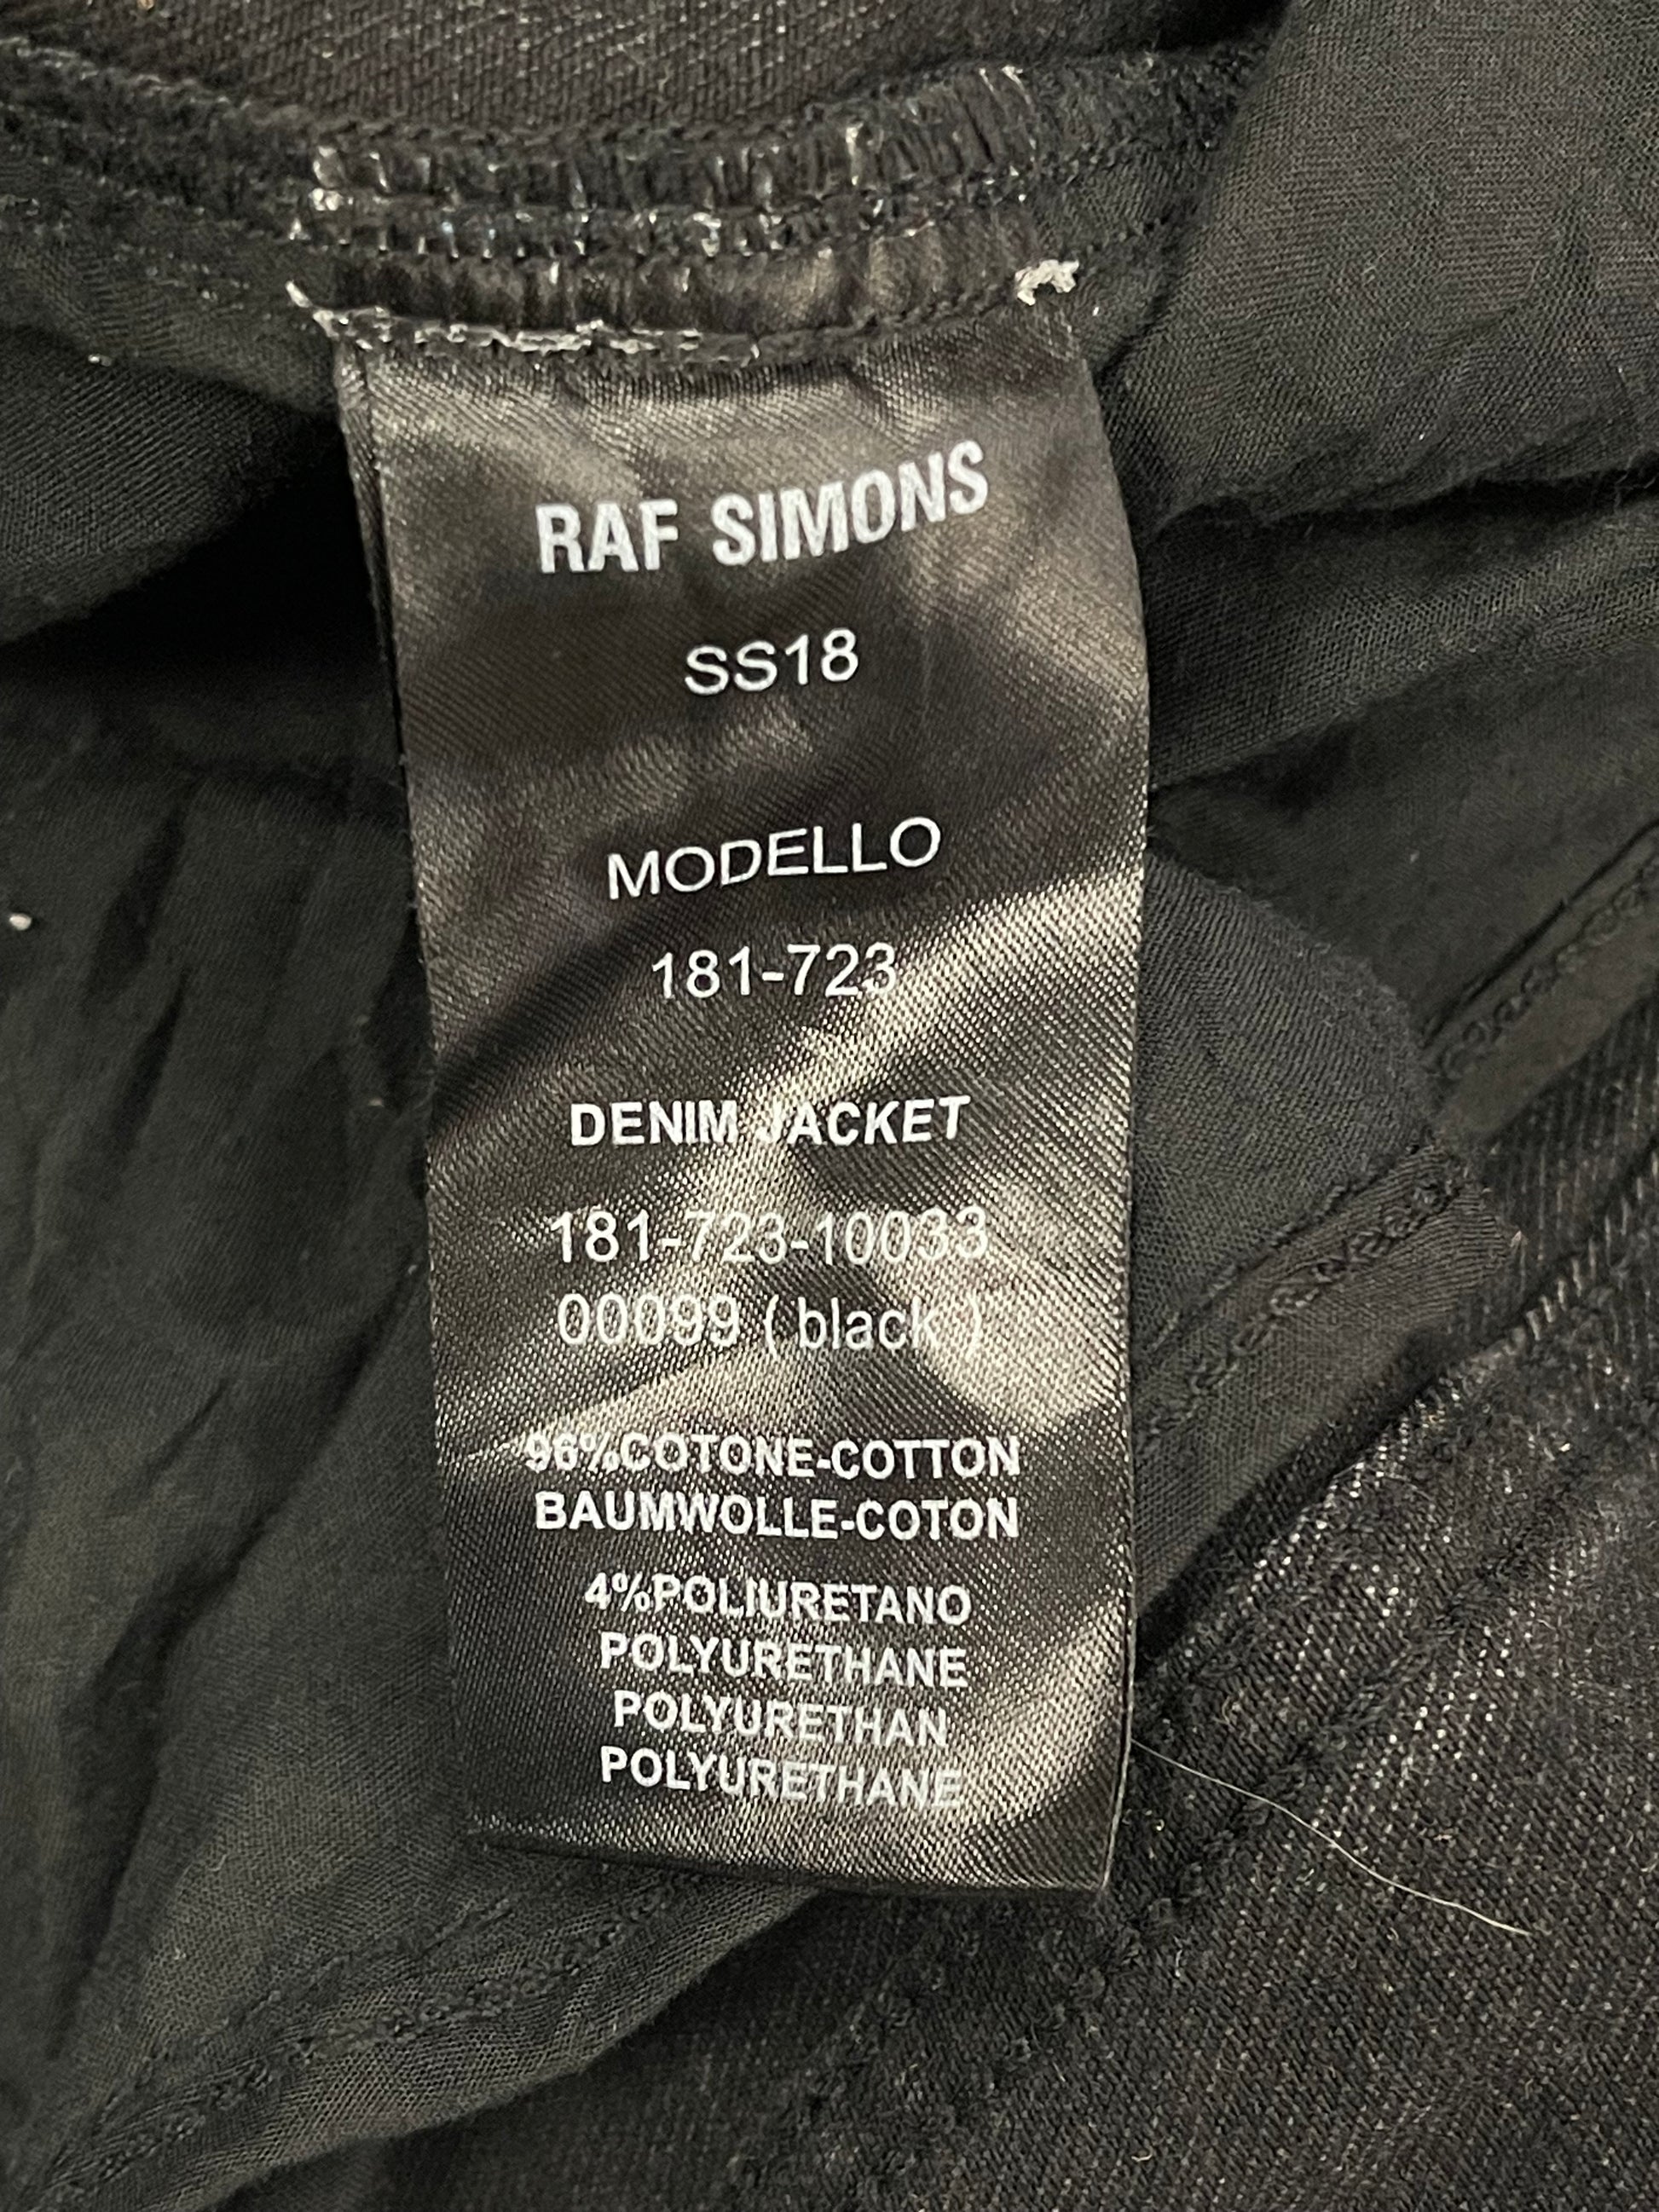 RAF SIMONS
SS18
MODELLO
181-723
DENIM JACKET
181-723-10033
00099 ( black )
96%COTONE-COTTON
BAUMWOLLE-COTON
4%POLIURETANO
POLYURETHANE
POLYURETHAN
POLYURETHANE